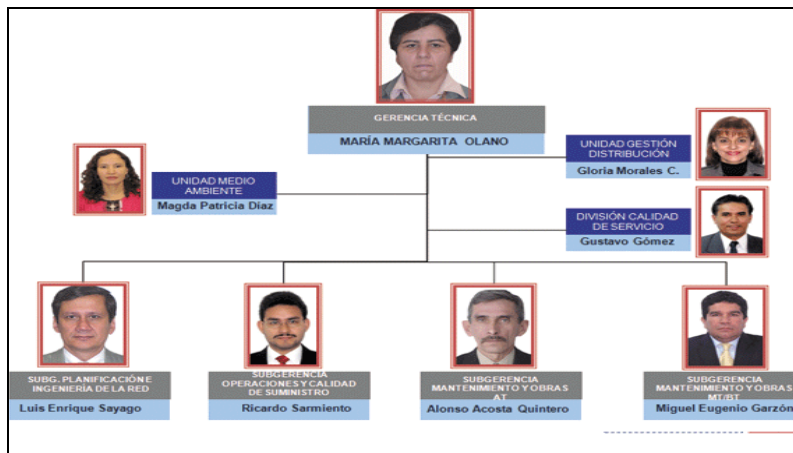 GERENCIA TÉCNICA
MARÍA MARGARITA OLANO
UNIDAD GESTIÓN
DISTRIBUCIÓN
Gloria Morales C.
UNIDAD MEDIO
AMBIENTE
Magda Patricia Díaz
DIVISIÓN CALIDAD
DE SERVICIO
Gustavo Gómez
SUBG. PLANIFICACIÓN E
INGENIERÍA DE LA RED
Luis Enrique Sayago
SUBGERENCIA
OPERACIONES Y CALIDAD
DE SUMINISTRO
Ricardo Sarmiento
SUBGERENCIA
MANTENIMIENTO Y OBRAS
AT
Alonso Acosta Quintero
SUBGERENCIA
MANTENIMIENTO Y OBRAS
MT/BT
Miguel Eugenio Garzón